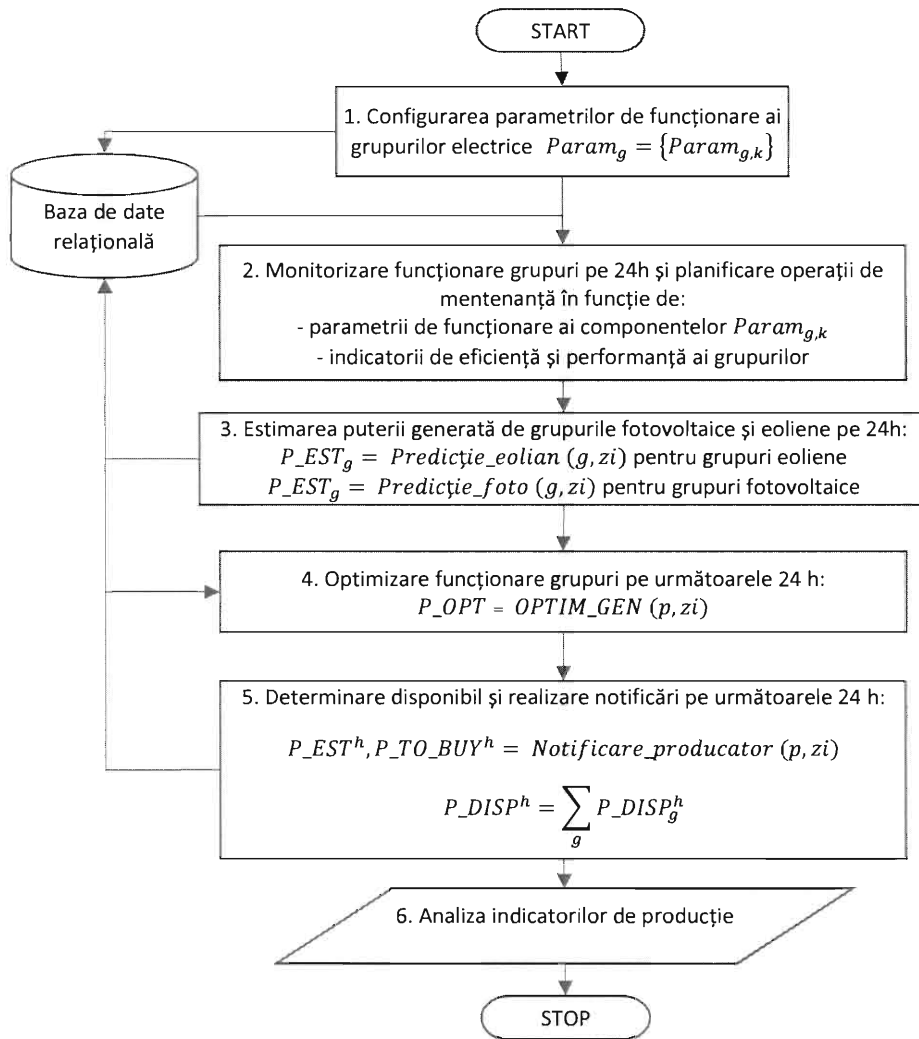 START
1. Configurarea parametrilor de funcționare ai
grupurilor electrice Param_g = {Param_{g,k}}
Baza de date
relațională
2. Monitorizare funcționare grupuri pe 24h și planificare operații de
mentenanță în funcție de:
- parametrii de funcționare ai componentelor Param_{g,k}
- indicatorii de eficiență și performanță ai grupurilor
3. Estimarea puterii generată de grupurile fotovoltaice și eoliene pe 24h:
P_EST_g = Predicție_eolian (g, zi) pentru grupuri eoliene
P_EST_g = Predicție_foto (g, zi) pentru grupuri fotovoltaice
4. Optimizare funcționare grupuri pe următoarele 24 h:
P_OPT = OPTIM_GEN (p, zi)
5. Determinare disponibil și realizare notificări pe următoarele 24 h:
P_EST^h, P_TO_BUY^h = Notificare_producator (p, zi)
P_DISP^h = ∑_g P_DISP_g^h
6. Analiza indicatorilor de producție
STOP